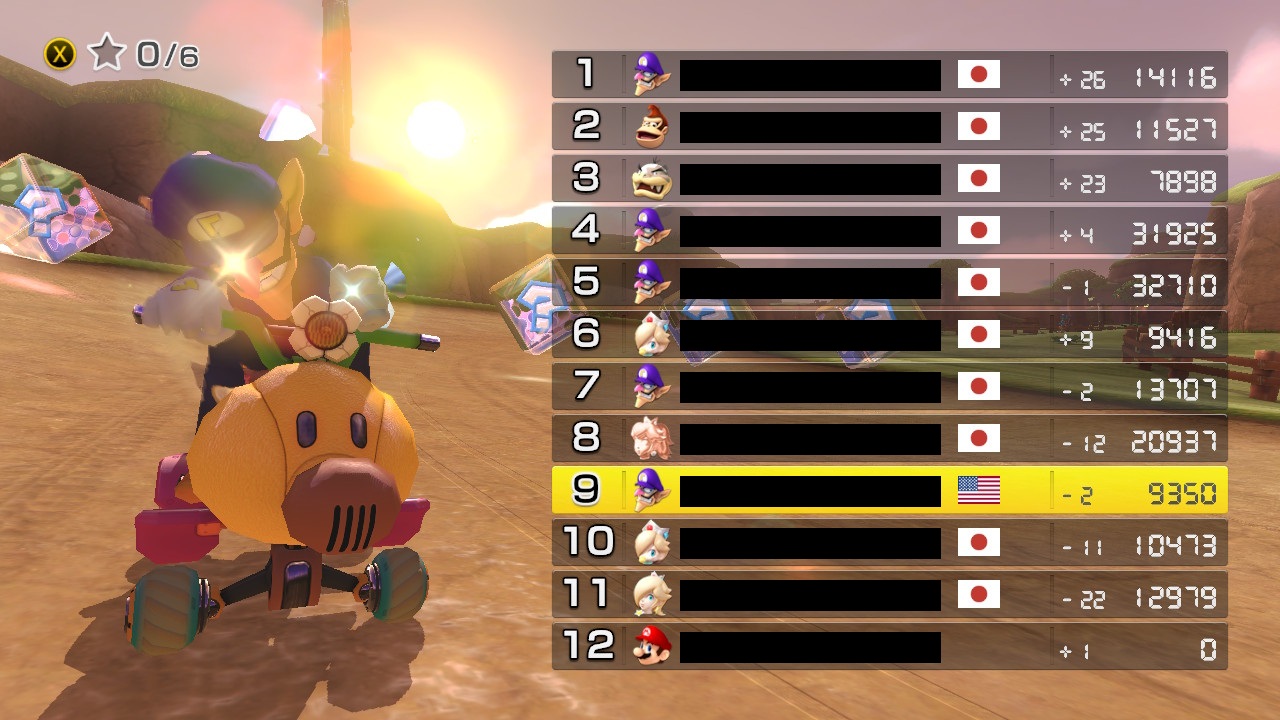 X 0/6
1 + 26 14116
2 + 25 11527
3 + 23 7898
4 + 4 31925
5 - 1 32710
6 + 9 9416
7 - 2 13707
8 - 12 20937
9 - 2 9350
10 - 11 10473
11 - 22 12979
12 + 1 0